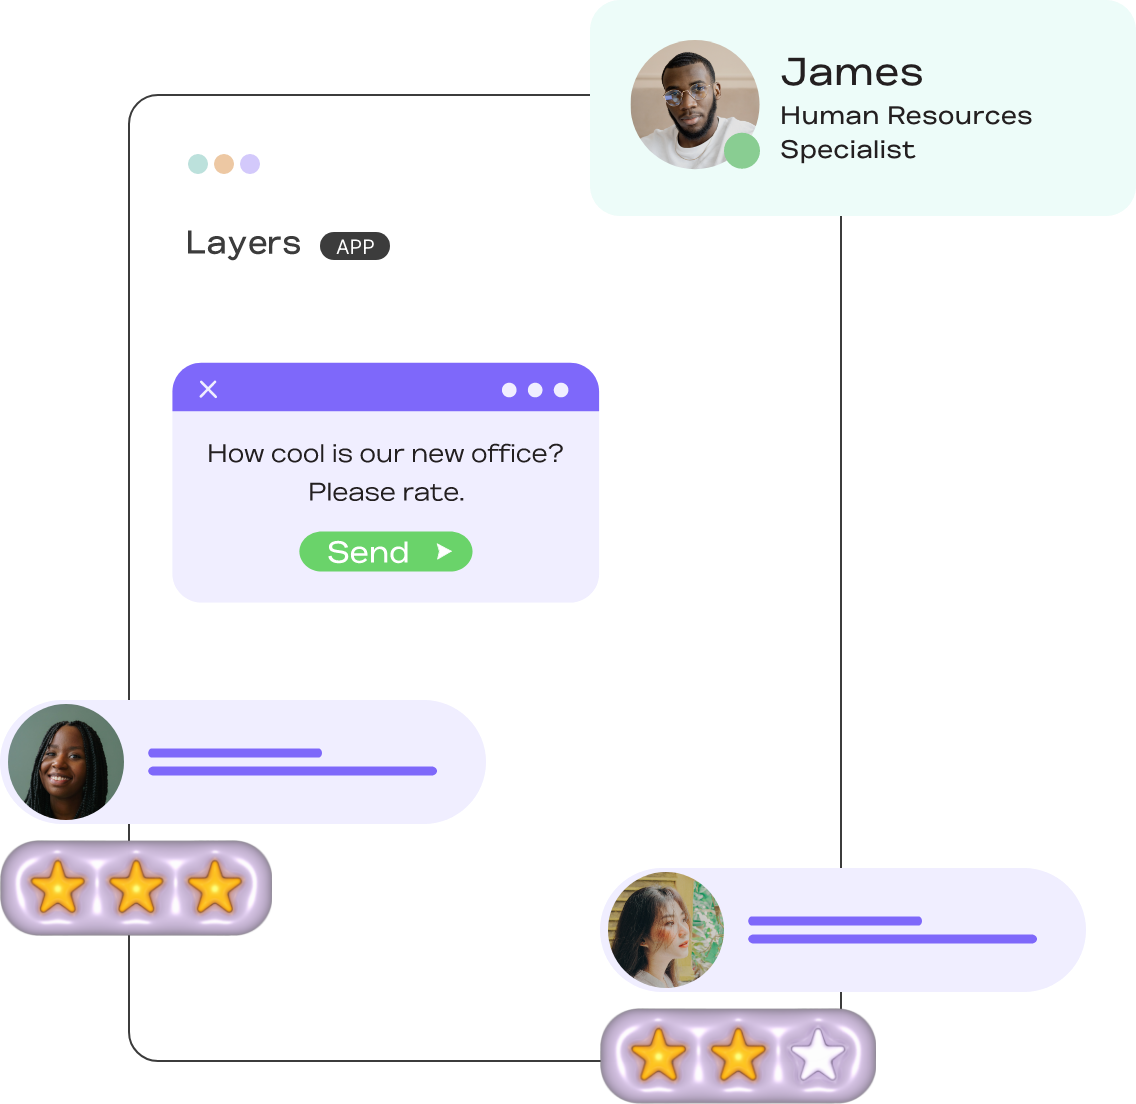 James
Human Resources
Specialist
Layers APP
How cool is our new office?
Please rate.
Send